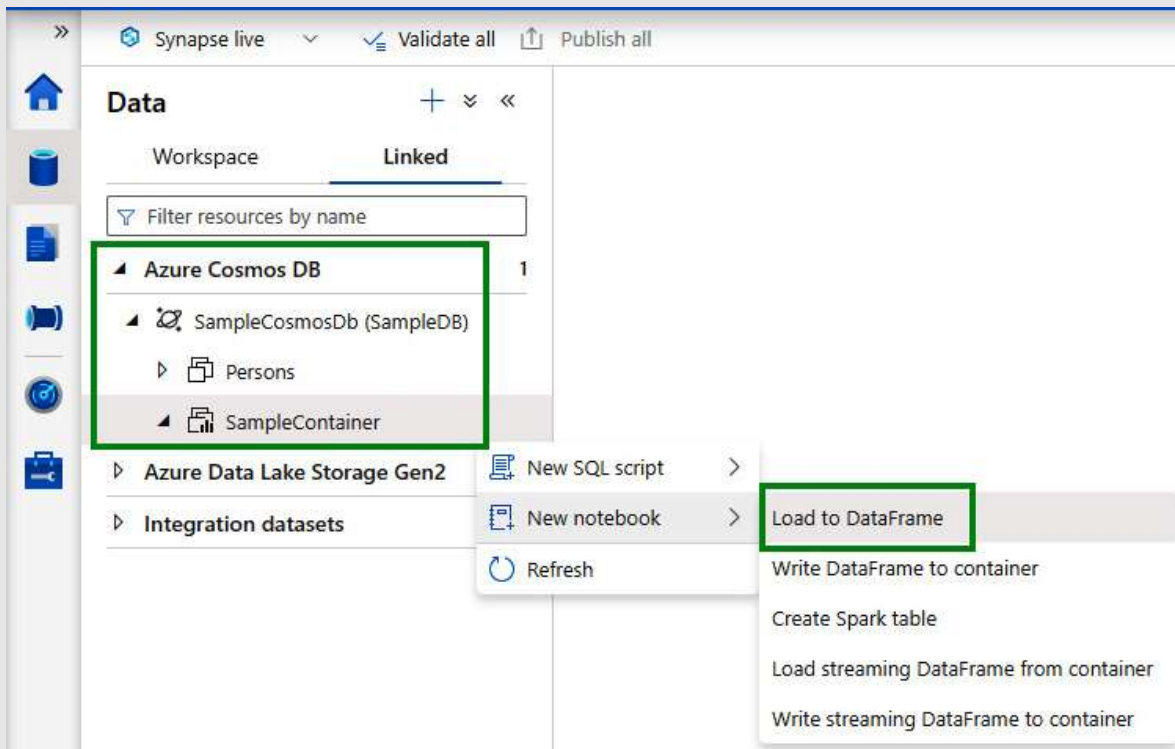 Synapse live Validate all Publish all
Data
Workspace Linked
Filter resources by name
Azure Cosmos DB 1
SampleCosmosDb (SampleDB)
Persons
SampleContainer
Azure Data Lake Storage Gen2
Integration datasets
New SQL script
New notebook
Refresh
Load to DataFrame
Write DataFrame to container
Create Spark table
Load streaming DataFrame from container
Write streaming DataFrame to container